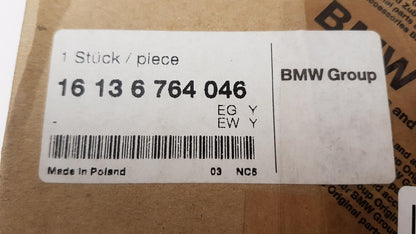 1 Stück / piece
16 13 6 764 046
BMW Group
EG Y
- EW Y
Made in Poland 03 NC5